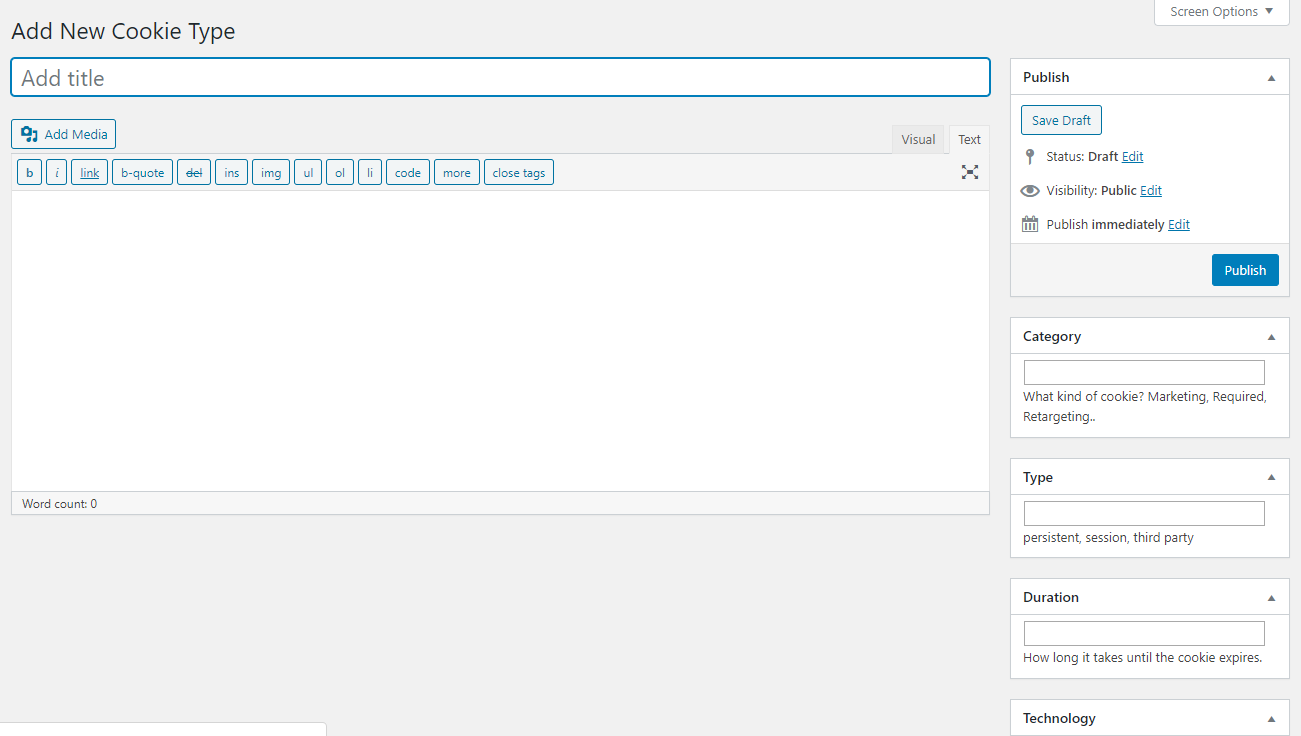 Screen Options
Add New Cookie Type
Add title
Add Media
Visual
Text
b
i
link
b-quote
del
ins
img
ul
ol
li
code
more
close tags
Word count: 0
Publish
Save Draft
Status: Draft Edit
Visibility: Public Edit
Publish immediately Edit
Publish
Category
What kind of cookie? Marketing, Required,
Retargeting..
Type
persistent, session, third party
Duration
How long it takes until the cookie expires.
Technology